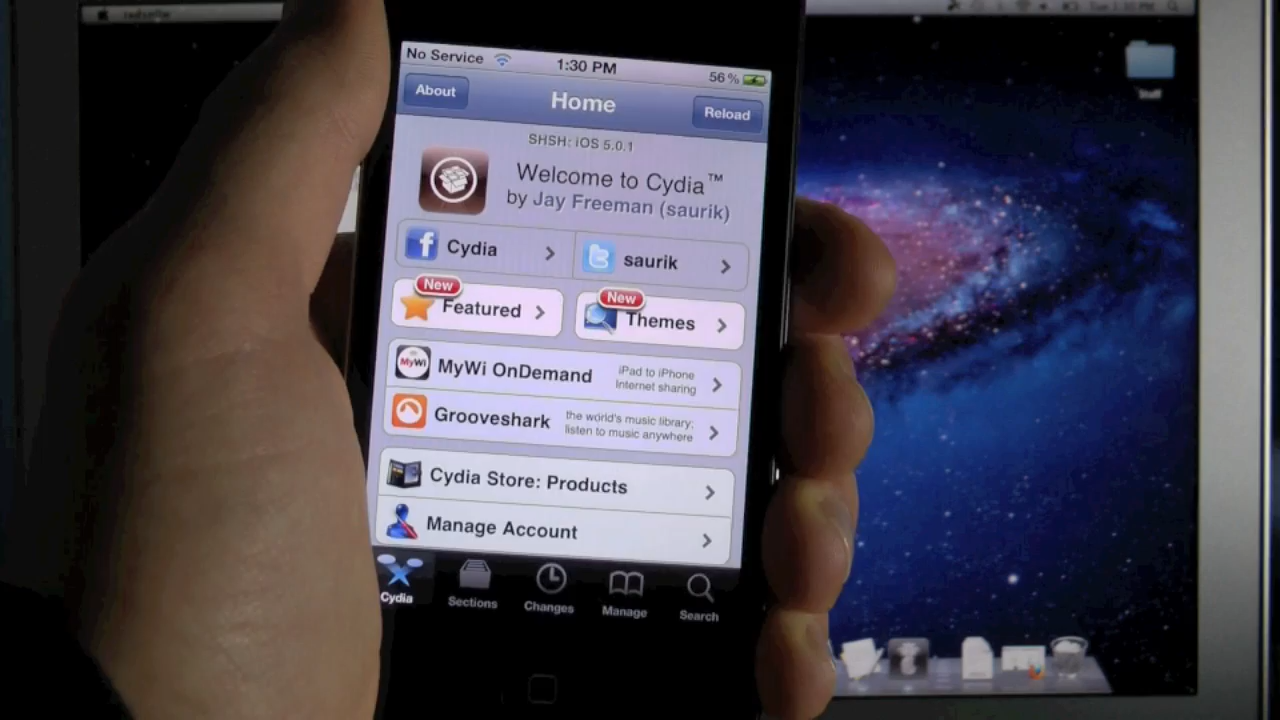 No Service 1:30 PM 56%
About Home Reload
SHSH: iOS 5.0.1
Welcome to Cydia™
by Jay Freeman (saurik)
f Cydia saurik
New New
Featured Themes
MyWi MyWi OnDemand iPad to iPhone
Internet sharing
Grooveshark the world's music library;
listen to music anywhere
Cydia Store: Products
Manage Account
Cydia Sections Changes Manage Search
Stuff